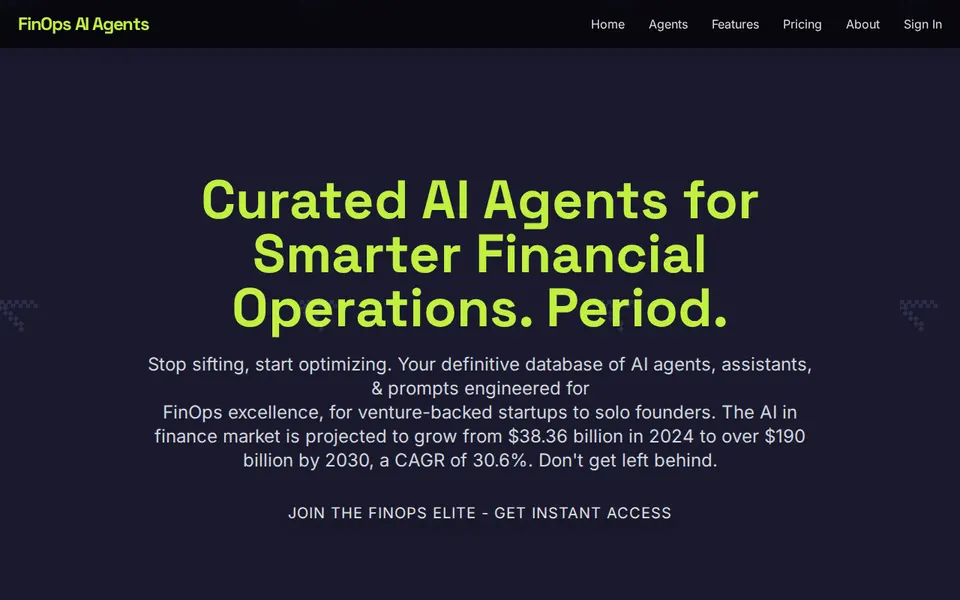 FinOps AI Agents
Home
Agents
Features
Pricing
About
Sign In
Curated AI Agents for
Smarter Financial
Operations. Period.
Stop sifting, start optimizing. Your definitive database of AI agents, assistants,
& prompts engineered for
FinOps excellence, for venture-backed startups to solo founders. The AI in
finance market is projected to grow from $38.36 billion in 2024 to over $190
billion by 2030, a CAGR of 30.6%. Don't get left behind.
JOIN THE FINOPS ELITE - GET INSTANT ACCESS